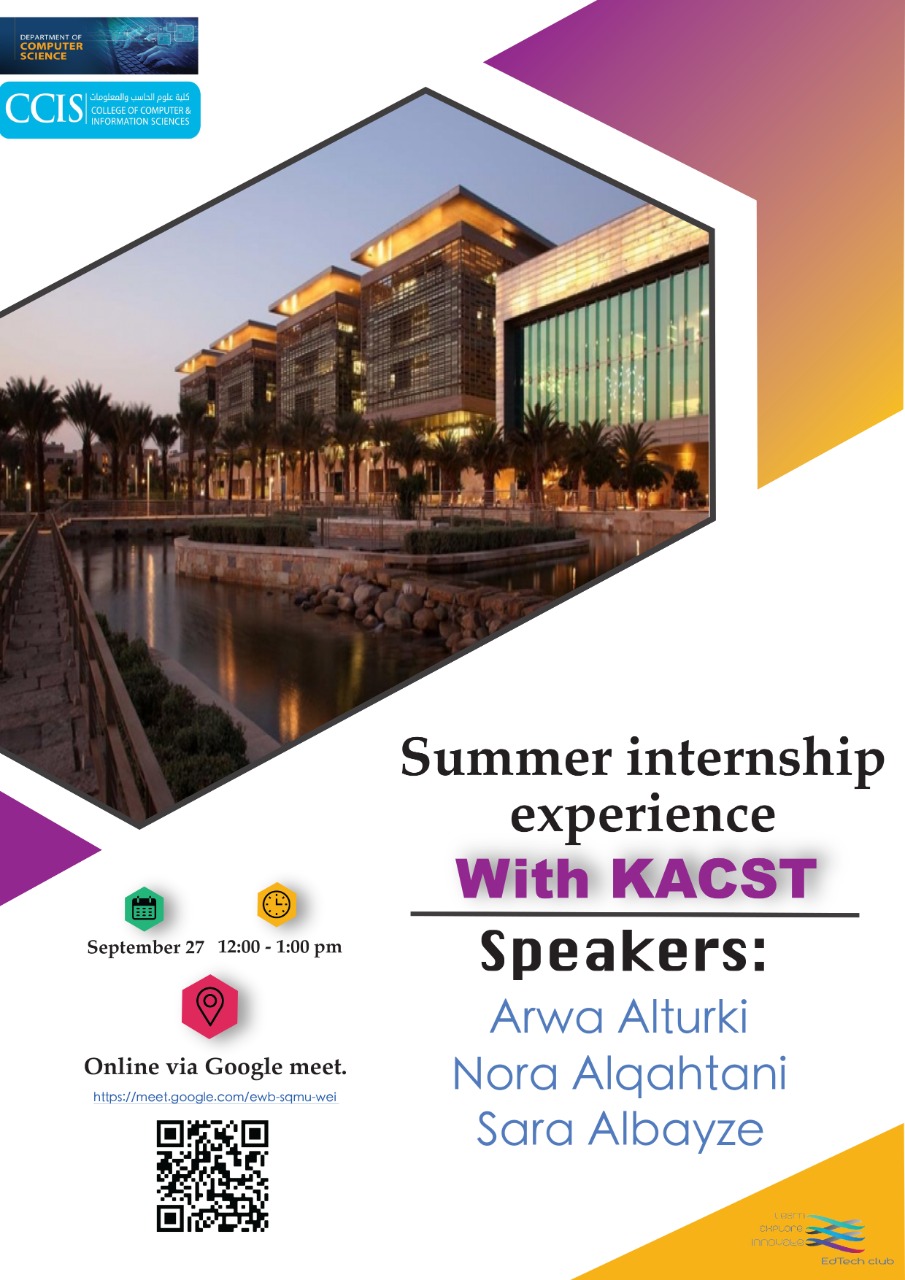 DEPARTMENT OF
COMPUTER
SCIENCE
CCIS
كلية علوم الحاسب والمعلومات
COLLEGE OF COMPUTER &
INFORMATION SCIENCES
Summer internship
experience
With KACST
Speakers:
Arwa Alturki
Nora Alqahtani
Sara Albayze
September 27
12:00 - 1:00 pm
Online via Google meet.
https://meet.google.com/ewb-sqmu-wei
LEARN
EXPLORE
INNOVATE
EdTech club